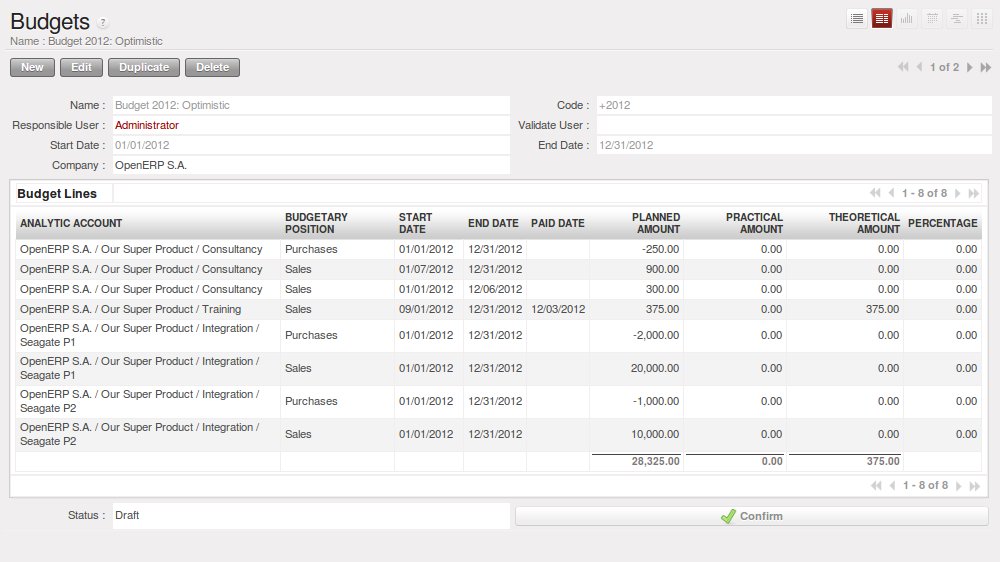 Budgets ?
Name : Budget 2012: Optimistic
New Edit Duplicate Delete 1 of 2
Name : Budget 2012: Optimistic Code : +2012
Responsible User : Administrator Validate User :
Start Date : 01/01/2012 End Date : 12/31/2012
Company : OpenERP S.A.
Budget Lines 1 - 8 of 8
ANALYTIC ACCOUNT BUDGETARY POSITION START DATE END DATE PAID DATE PLANNED AMOUNT PRACTICAL AMOUNT THEORETICAL AMOUNT PERCENTAGE
OpenERP S.A. / Our Super Product / Consultancy Purchases 01/01/2012 12/31/2012 -250.00 0.00 0.00 0.00
OpenERP S.A. / Our Super Product / Consultancy Sales 01/07/2012 12/31/2012 900.00 0.00 0.00 0.00
OpenERP S.A. / Our Super Product / Consultancy Sales 01/01/2012 12/06/2012 300.00 0.00 0.00 0.00
OpenERP S.A. / Our Super Product / Training Sales 09/01/2012 12/31/2012 12/03/2012 375.00 0.00 375.00 0.00
OpenERP S.A. / Our Super Product / Integration /
Seagate P1 Purchases 01/01/2012 12/31/2012 -2,000.00 0.00 0.00 0.00
OpenERP S.A. / Our Super Product / Integration /
Seagate P1 Sales 01/01/2012 12/31/2012 20,000.00 0.00 0.00 0.00
OpenERP S.A. / Our Super Product / Integration /
Seagate P2 Purchases 01/01/2012 12/31/2012 -1,000.00 0.00 0.00 0.00
OpenERP S.A. / Our Super Product / Integration /
Seagate P2 Sales 01/01/2012 12/31/2012 10,000.00 0.00 0.00 0.00
28,325.00 0.00 375.00
1 - 8 of 8
Status : Draft Confirm